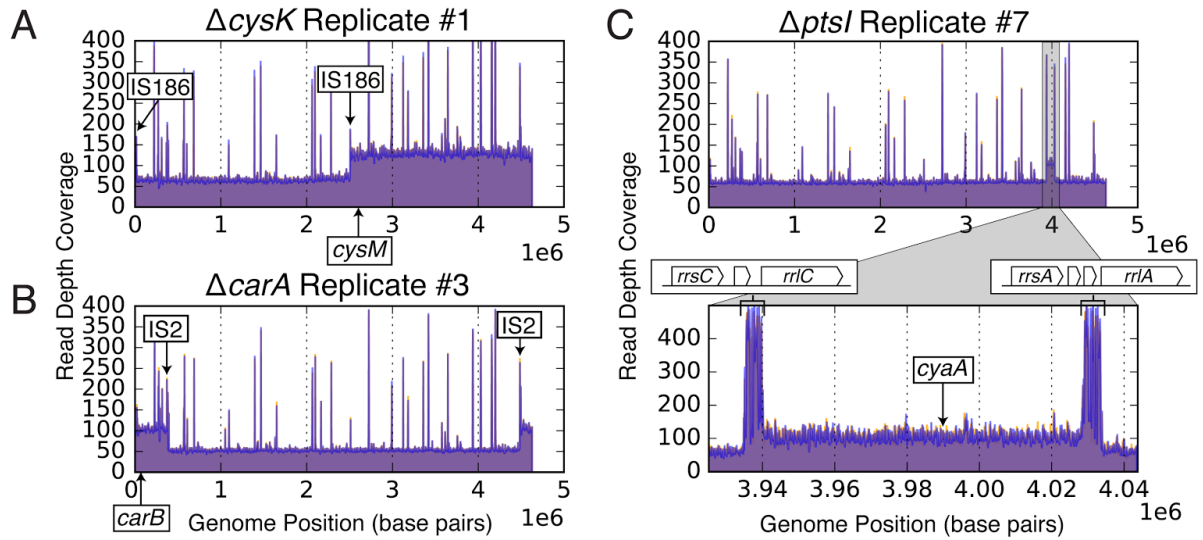 A
ΔcysK Replicate #1
400
350
300
250
200
150
100
50
0
IS186
IS186
0 1 2 3 4 5
1e6
cysM
B
ΔcarA Replicate #3
400
350
300
250
200
150
100
50
0
IS2
IS2
0 1 2 3 4 5
1e6
carB
Read Depth Coverage
Genome Position (base pairs)
C
ΔptsI Replicate #7
400
350
300
250
200
150
100
50
0
0 1 2 3 4 5
1e6
rrsC rrlC
rrsA rrlA
400
300
200
100
0
cyaA
3.94 3.96 3.98 4.00 4.02 4.04
1e6
Read Depth Coverage
Genome Position (base pairs)